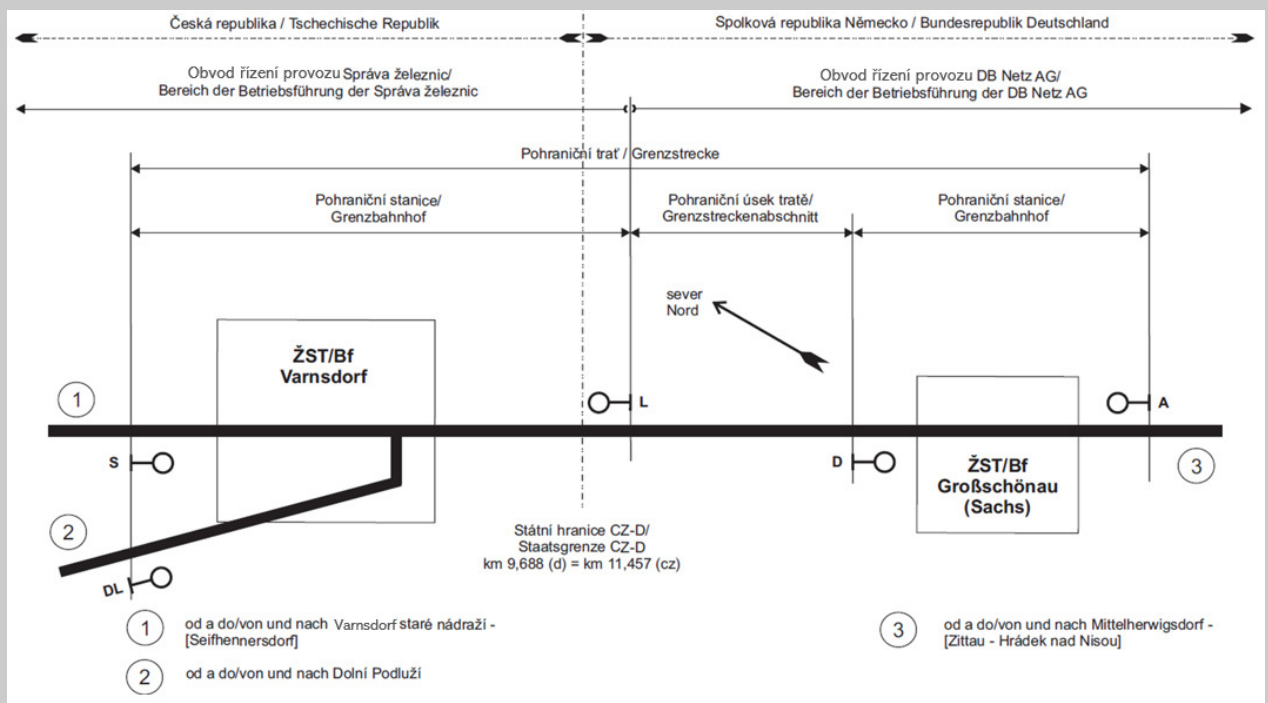 Česká republika / Tschechische Republik
Spolková republika Německo / Bundesrepublik Deutschland
Obvod řízení provozu Správa železnic/
Bereich der Betriebsführung der Správa železnic
Obvod řízení provozu DB Netz AG/
Bereich der Betriebsführung der DB Netz AG
Pohraniční trať / Grenzstrecke
Pohraniční stanice/
Grenzbahnhof
Pohraniční úsek tratě/
Grenzstreckenabschnitt
Pohraniční stanice/
Grenzbahnhof
sever
Nord
ŽST/Bf
Varnsdorf
1
L
A
S
D
ŽST/Bf
Großschönau
(Sachs)
3
2
DL
Státní hranice CZ-D/
Staatsgrenze CZ-D
km 9,688 (d) = km 11,457 (cz)
1 od a do/von und nach Varnsdorf staré nádraží -
[Seifhennersdorf]
2 od a do/von und nach Dolní Podluží
3 od a do/von und nach Mittelherwigsdorf -
[Zittau - Hrádek nad Nisou]